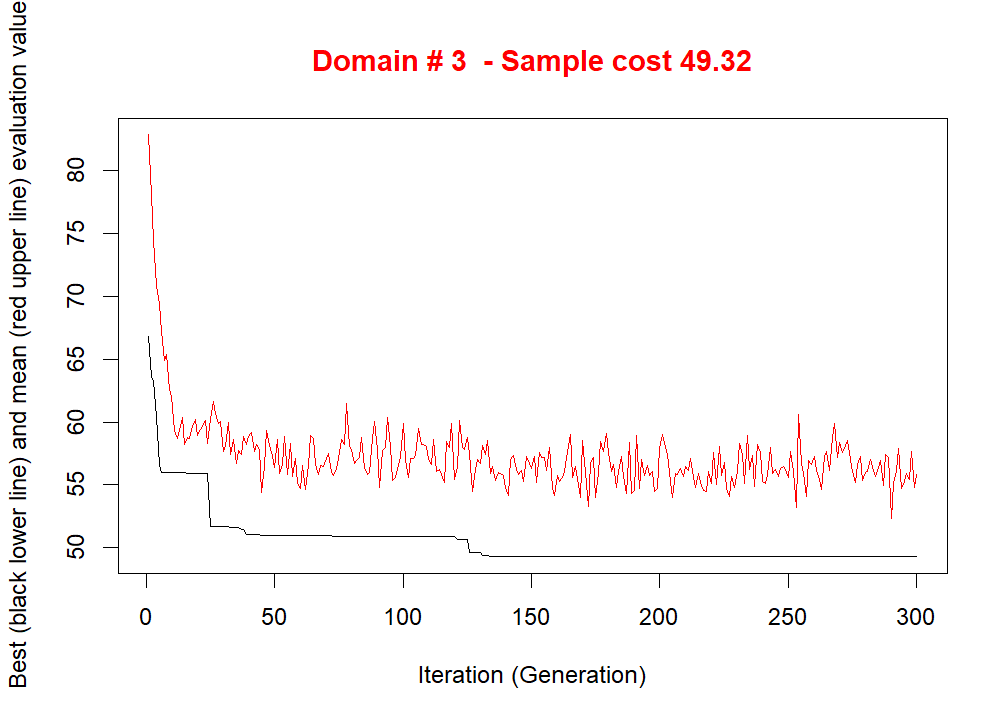 Domain # 3  - Sample cost 49.32
Best (black lower line) and mean (red upper line) evaluation value
80
75
70
65
60
55
50
0 50 100 150 200 250 300
Iteration (Generation)